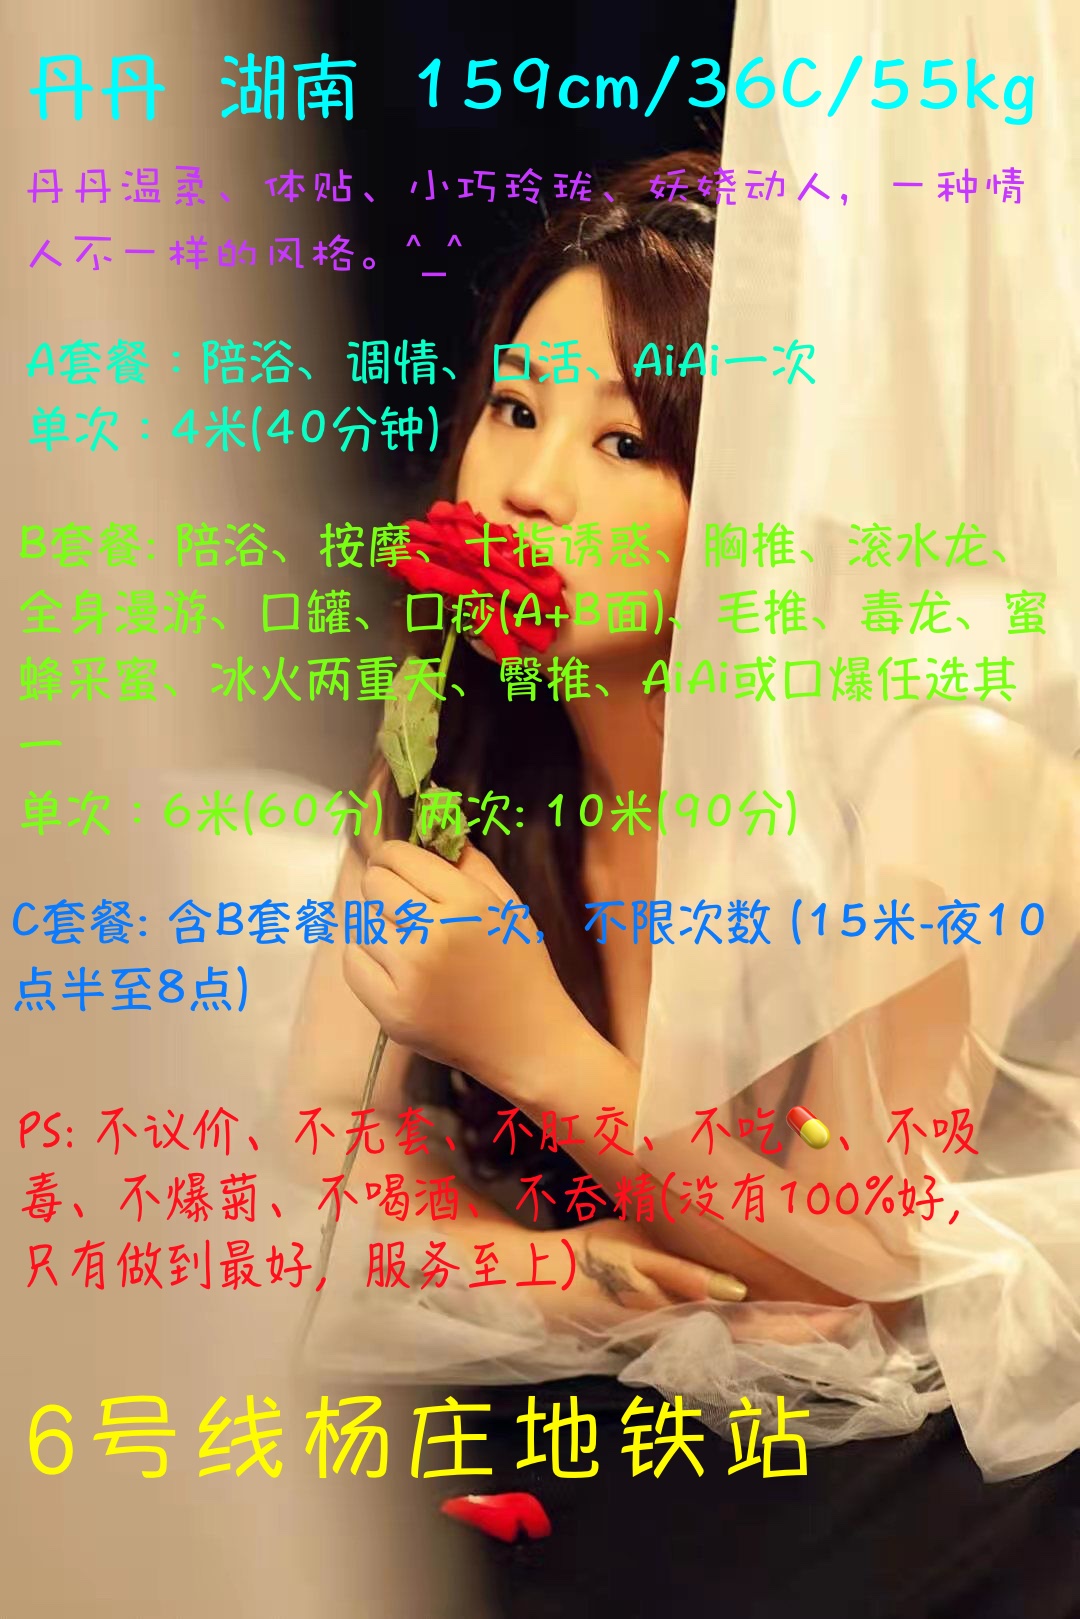 丹丹 湖南 159cm/36C/55kg
丹丹温柔、体贴、小巧玲珑、妖娆动人，一种情
人不一样的风格。^_^
A套餐：陪浴、调情、口活、AiAi一次
单次：4米(40分钟)
B套餐: 陪浴、按摩、十指诱惑、胸推、滚水龙、
全身漫游、口罐、口痧(A+B面)、毛推、毒龙、蜜
蜂采蜜、冰火两重天、臀推、AiAi或口爆任选其
一
单次：6米(60分) 两次: 10米(90分)
C套餐: 含B套餐服务一次，不限次数 (15米-夜10
点半至8点)
PS: 不议价、不无套、不肛交、不吃💊、不吸
毒、不爆菊、不喝酒、不吞精(没有100%好，
只有做到最好，服务至上)
6号线杨庄地铁站